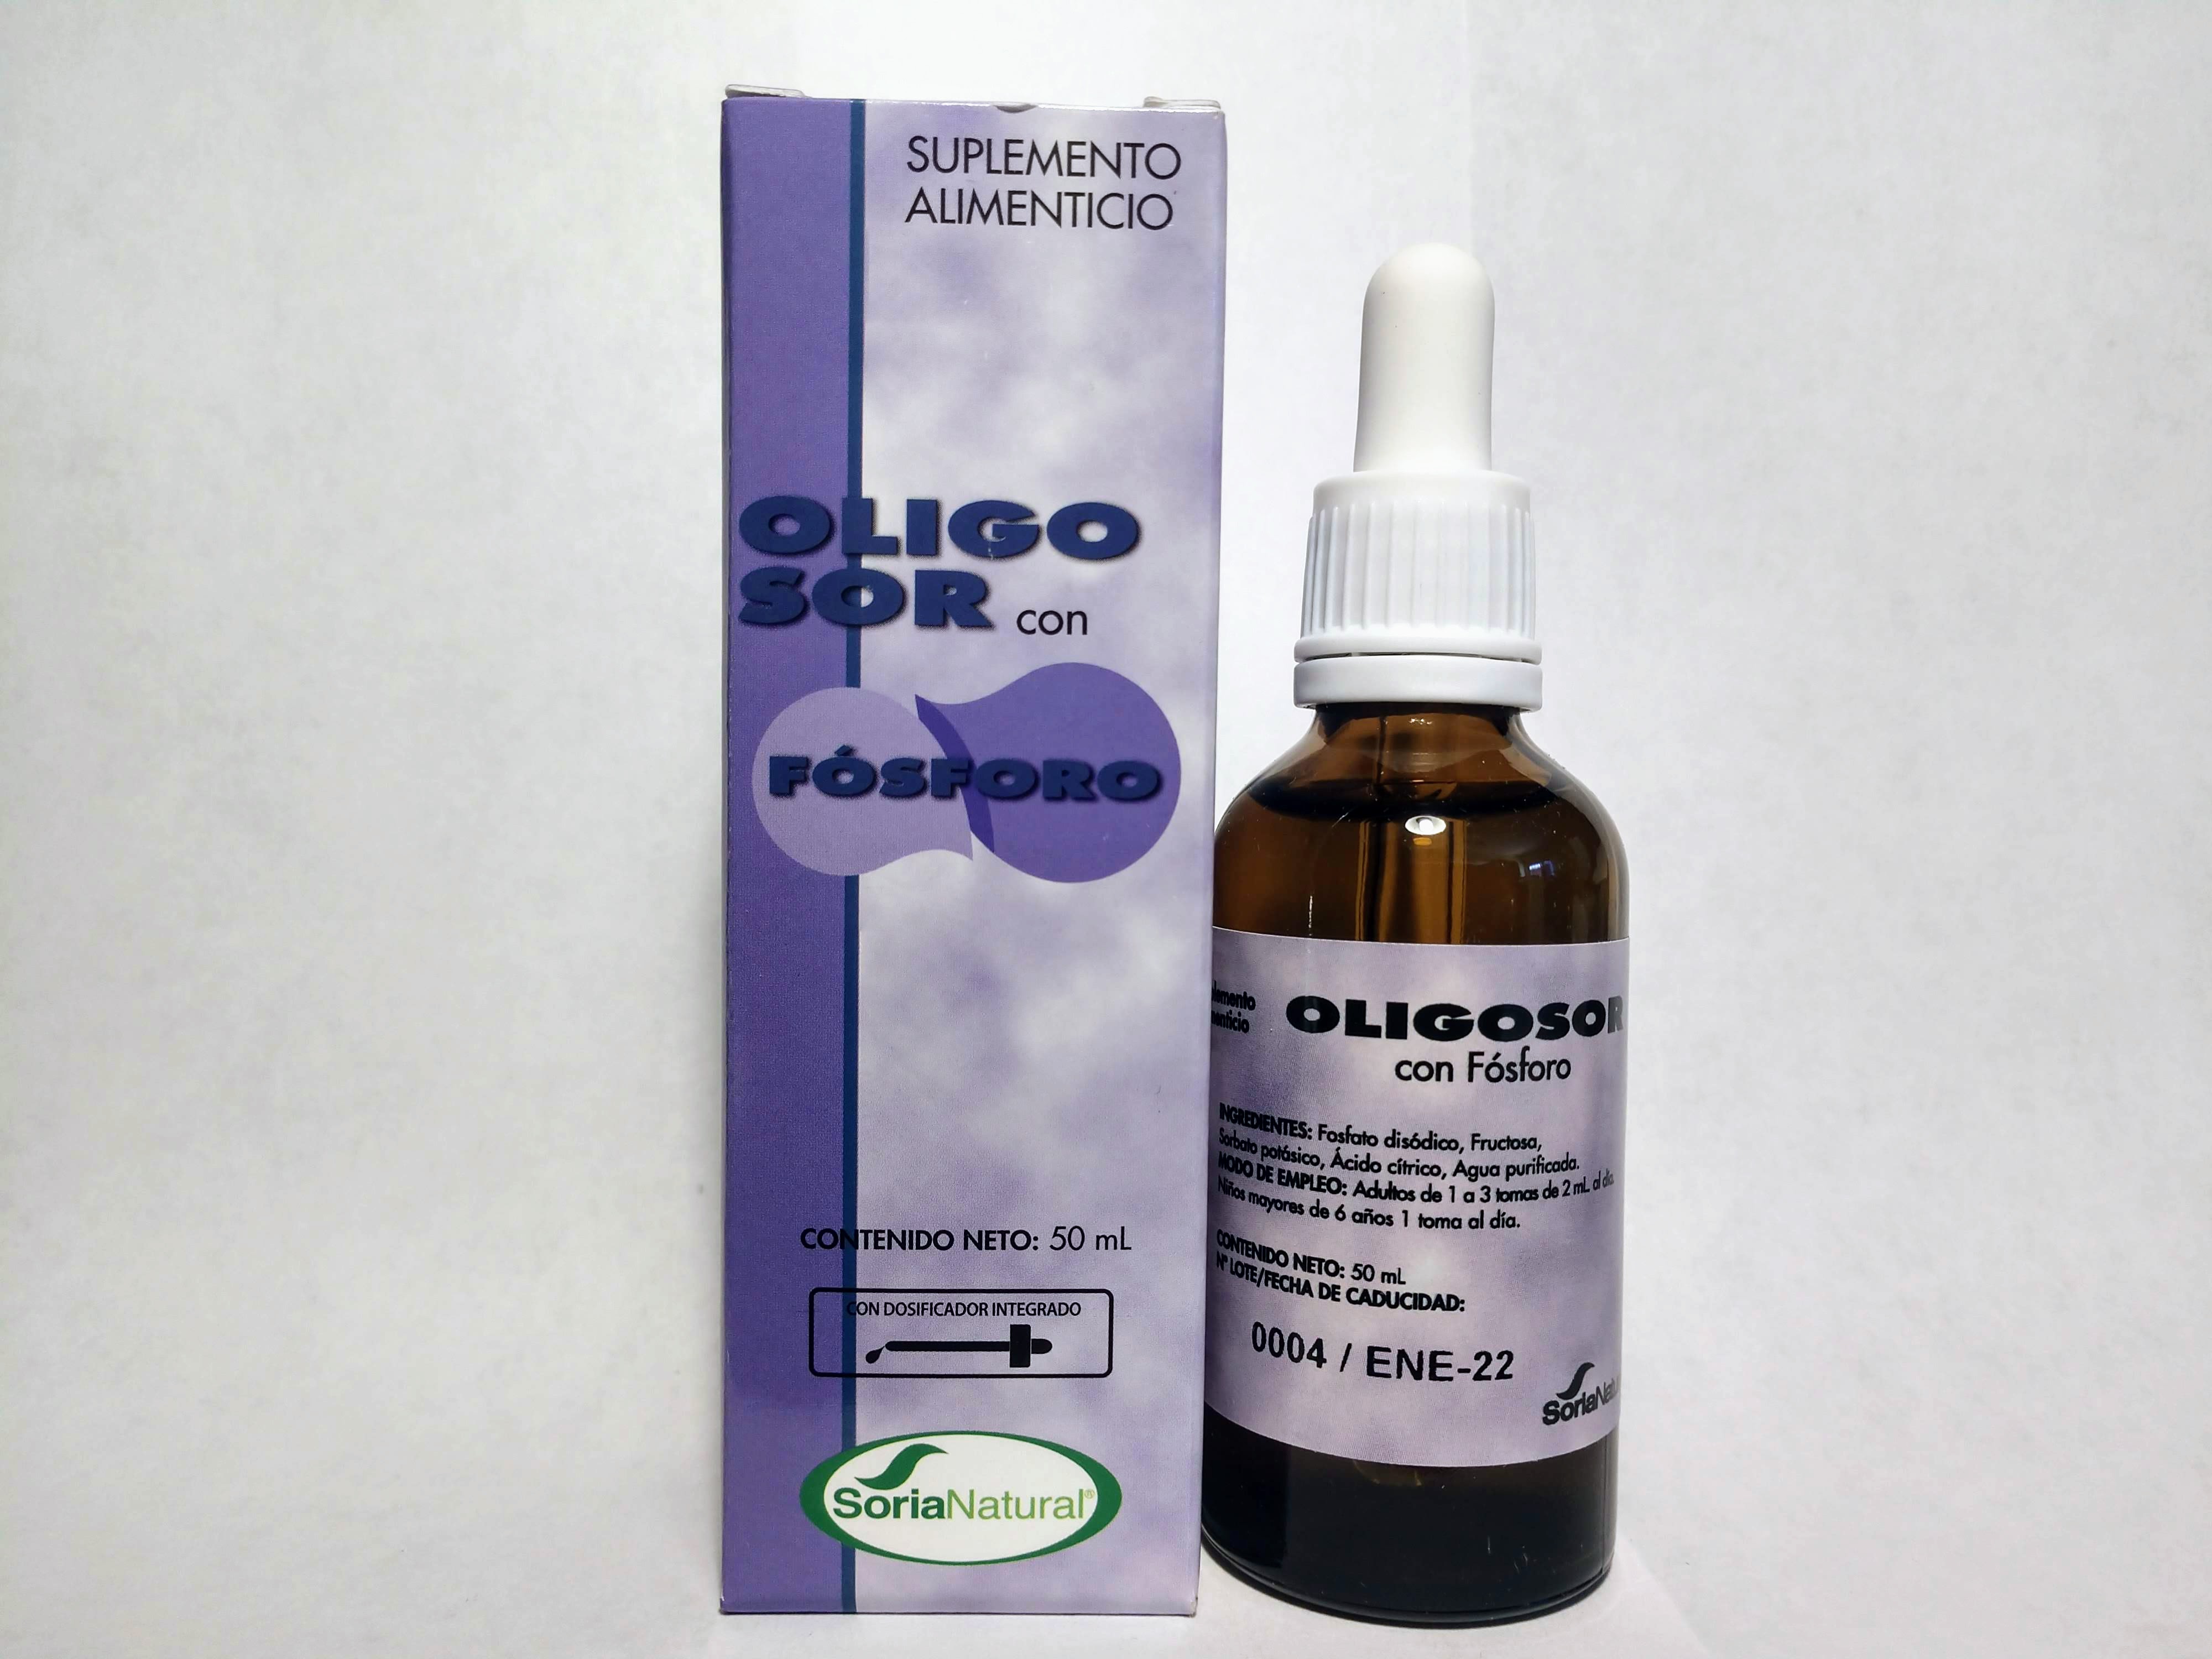 SUPLEMENTO
ALIMENTICIO
OLIGO
SOR con
FÓSFORO
CONTENIDO NETO: 50 mL
CON DOSIFICADOR INTEGRADO
SoriaNatural®
OLIGOSOR
con Fósforo
INGREDIENTES: Fosfato disódico, Fructosa,
Sorbato potásico, Ácido cítrico, Agua purificada.
MODO DE EMPLEO: Adultos de 1 a 3 tomas de 2 mL al día.
Niños mayores de 6 años 1 toma al día.
CONTENIDO NETO: 50 mL
Nº LOTE/FECHA DE CADUCIDAD:
0004 / ENE-22